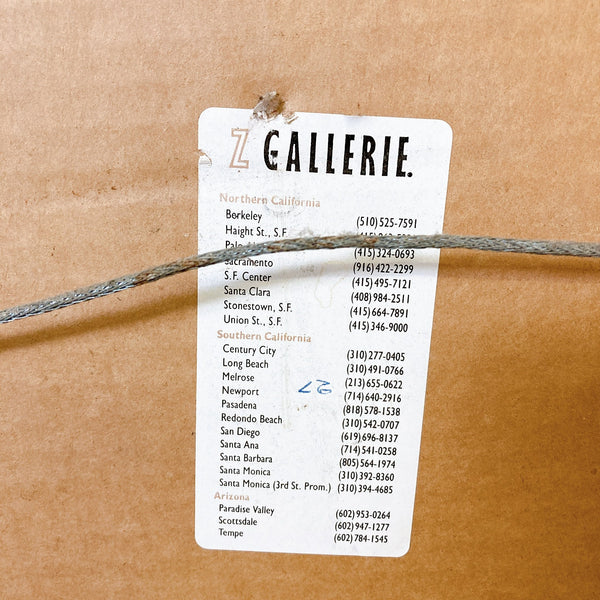 Z GALLERIE.
Northern California
Berkeley (510) 525-7591
Haight St., S.F.
Palo (415) 324-0693
Sacramento (916) 422-2299
S.F. Center (415) 495-7121
Santa Clara (408) 984-2511
Stonestown, S.F. (415) 664-7891
Union St., S.F. (415) 346-9000
Southern California
Century City (310) 277-0405
Long Beach (310) 491-0766
Melrose (213) 655-0622
Newport (714) 640-2916
Pasadena (818) 578-1538
Redondo Beach (310) 542-0707
San Diego (619) 696-8137
Santa Ana (714) 541-0258
Santa Barbara (805) 564-1974
Santa Monica (310) 392-8360
Santa Monica (3rd St. Prom.) (310) 394-4685
Arizona
Paradise Valley (602) 953-0264
Scottsdale (602) 947-1277
Tempe (602) 784-1545
27